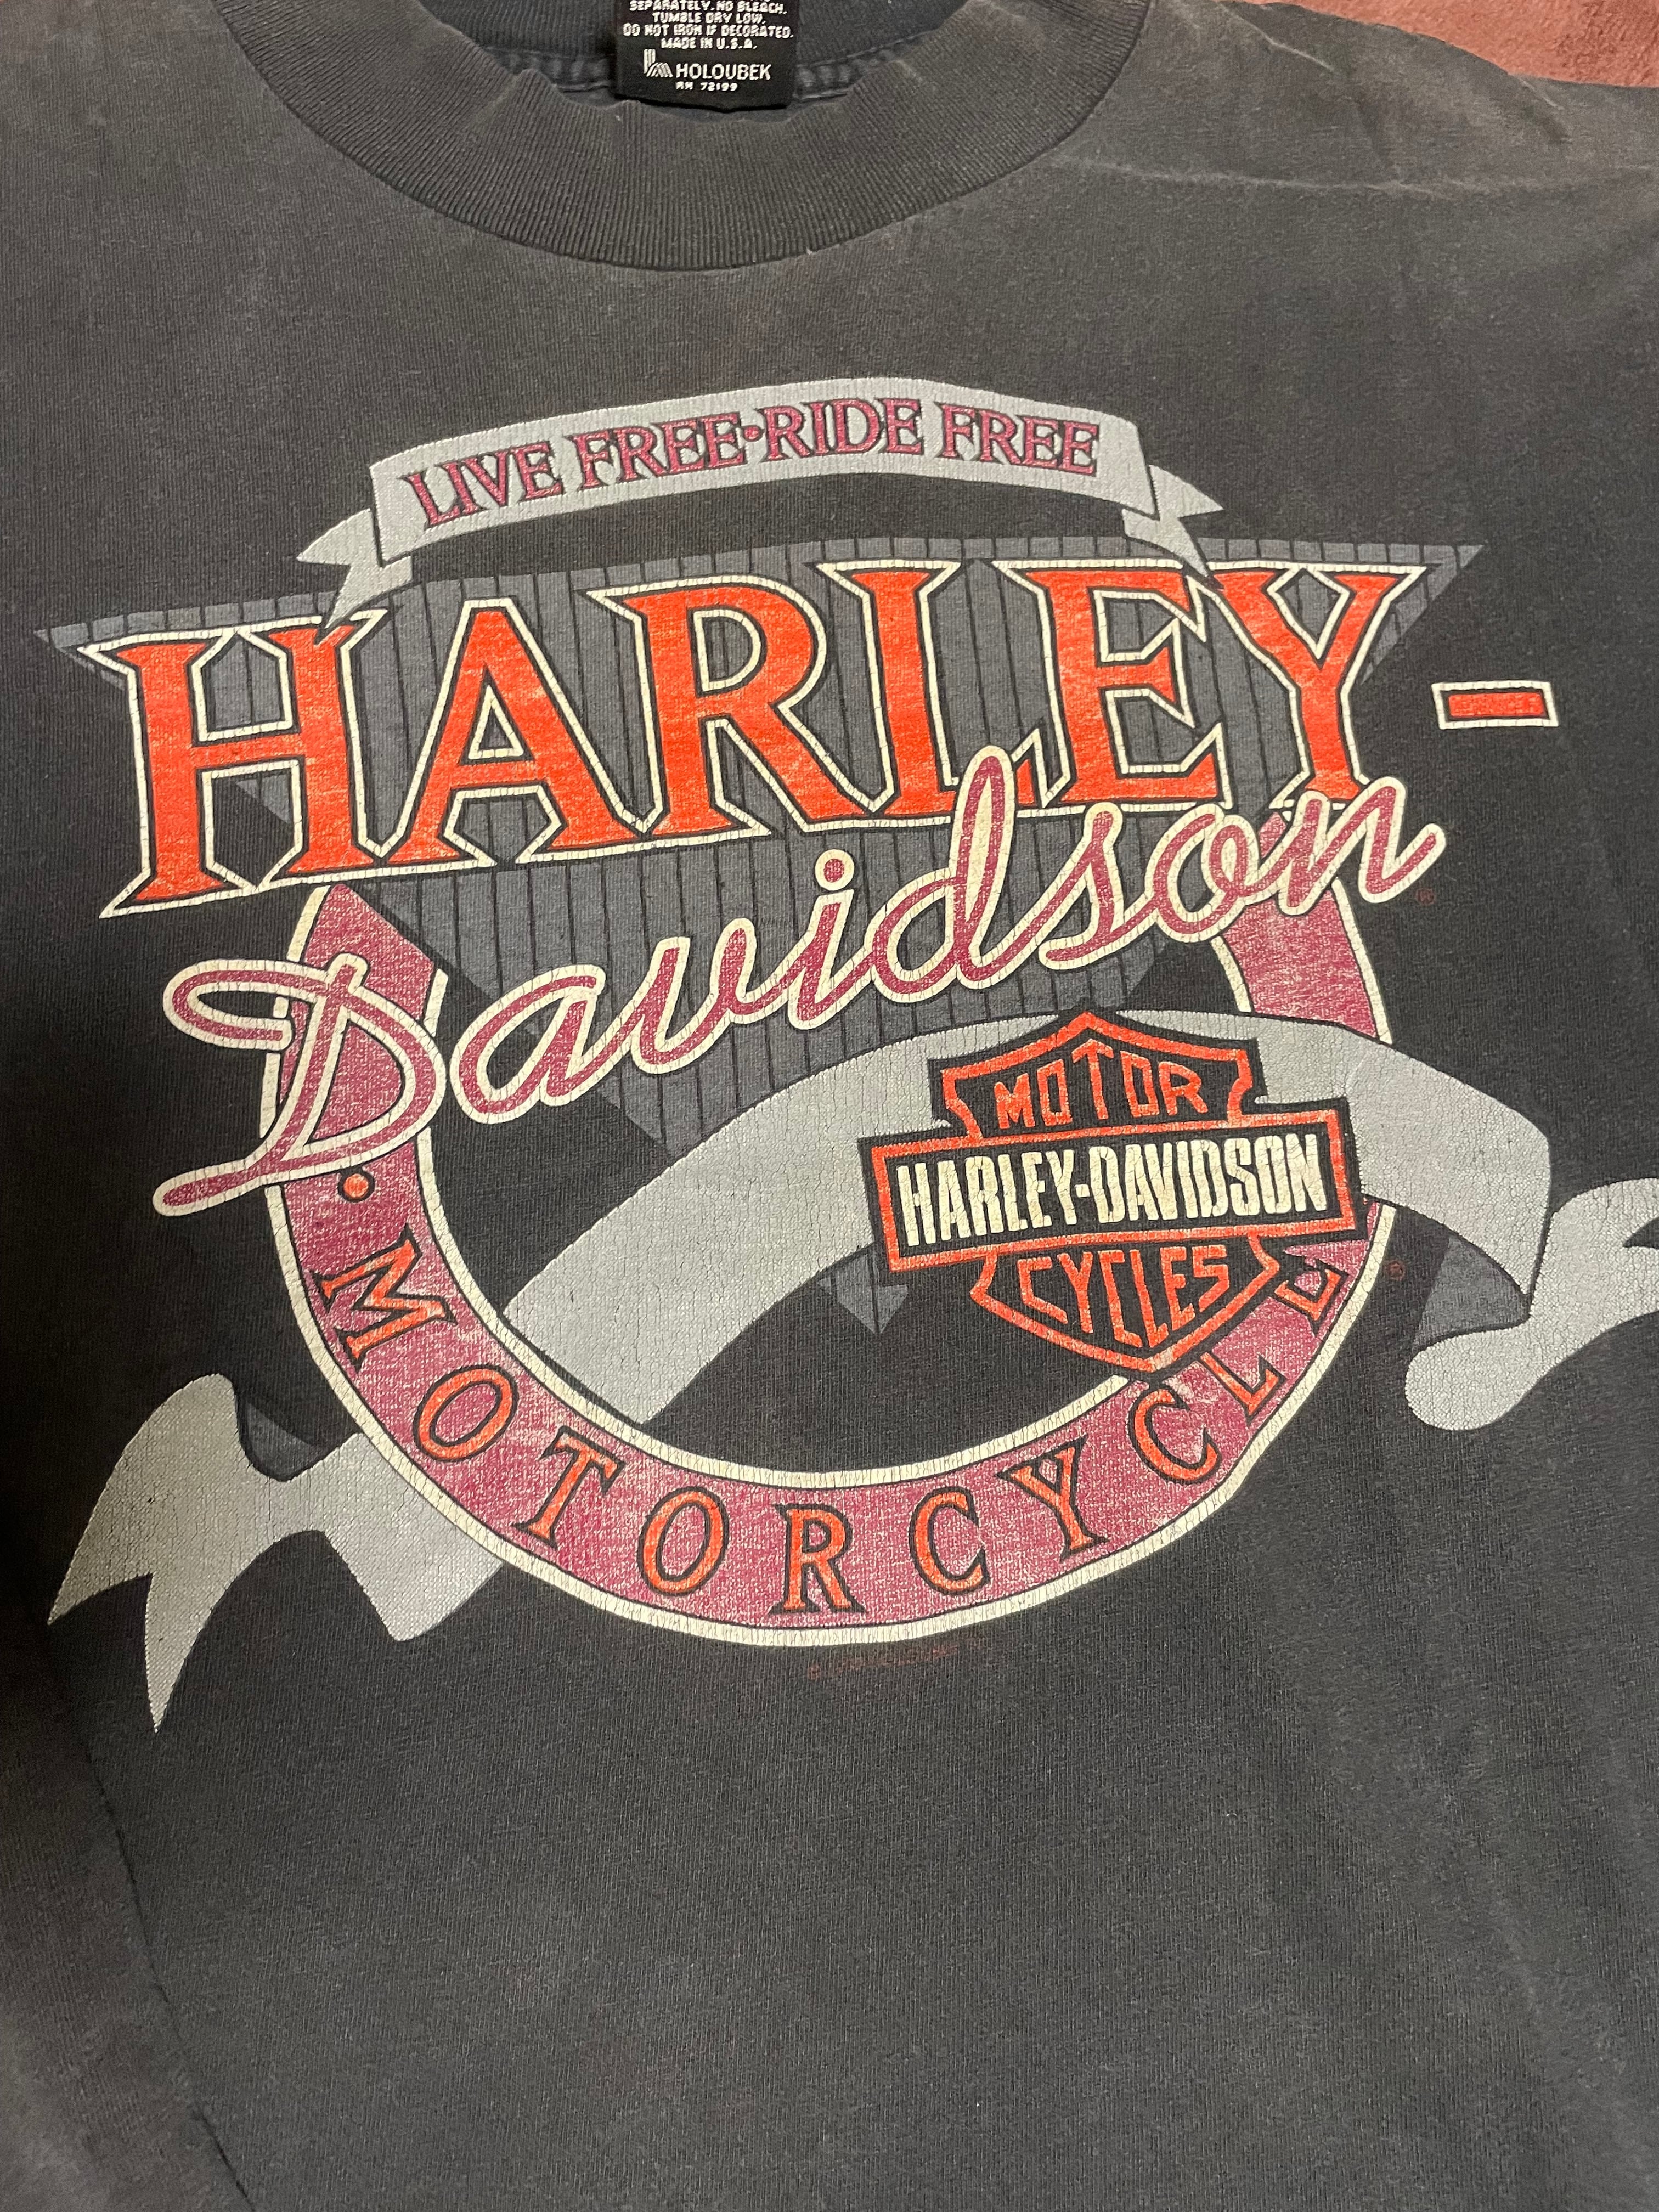 SEPARATELY. NO BLEACH.
TUMBLE DRY LOW.
DO NOT IRON IF DECORATED.
MADE IN U.S.A.
HOLOUBEK
RN 72199
LIVE FREE•RIDE FREE
HARLEY-
Davidson
®
MOTOR
HARLEY-DAVIDSON
CYCLES
®
• MOTORCYCLE